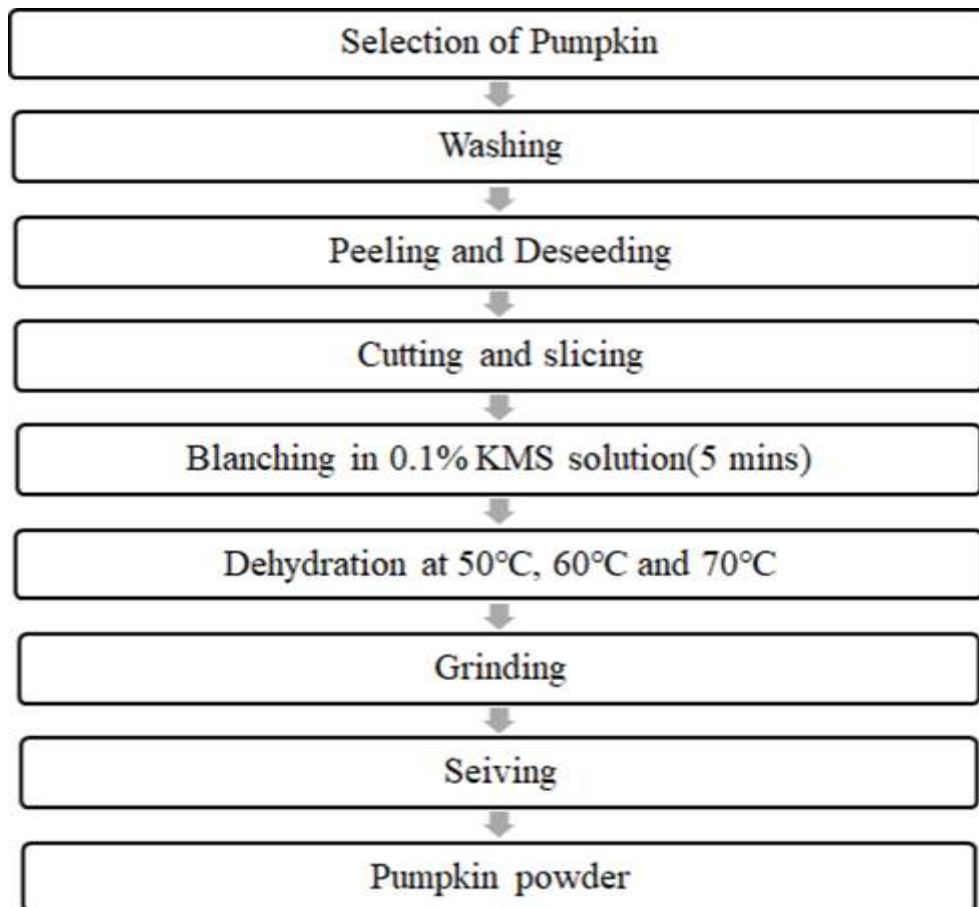 Selection of Pumpkin
Washing
Peeling and Deseeding
Cutting and slicing
Blanching in 0.1% KMS solution(5 mins)
Dehydration at 50°C, 60°C and 70°C
Grinding
Seiving
Pumpkin powder